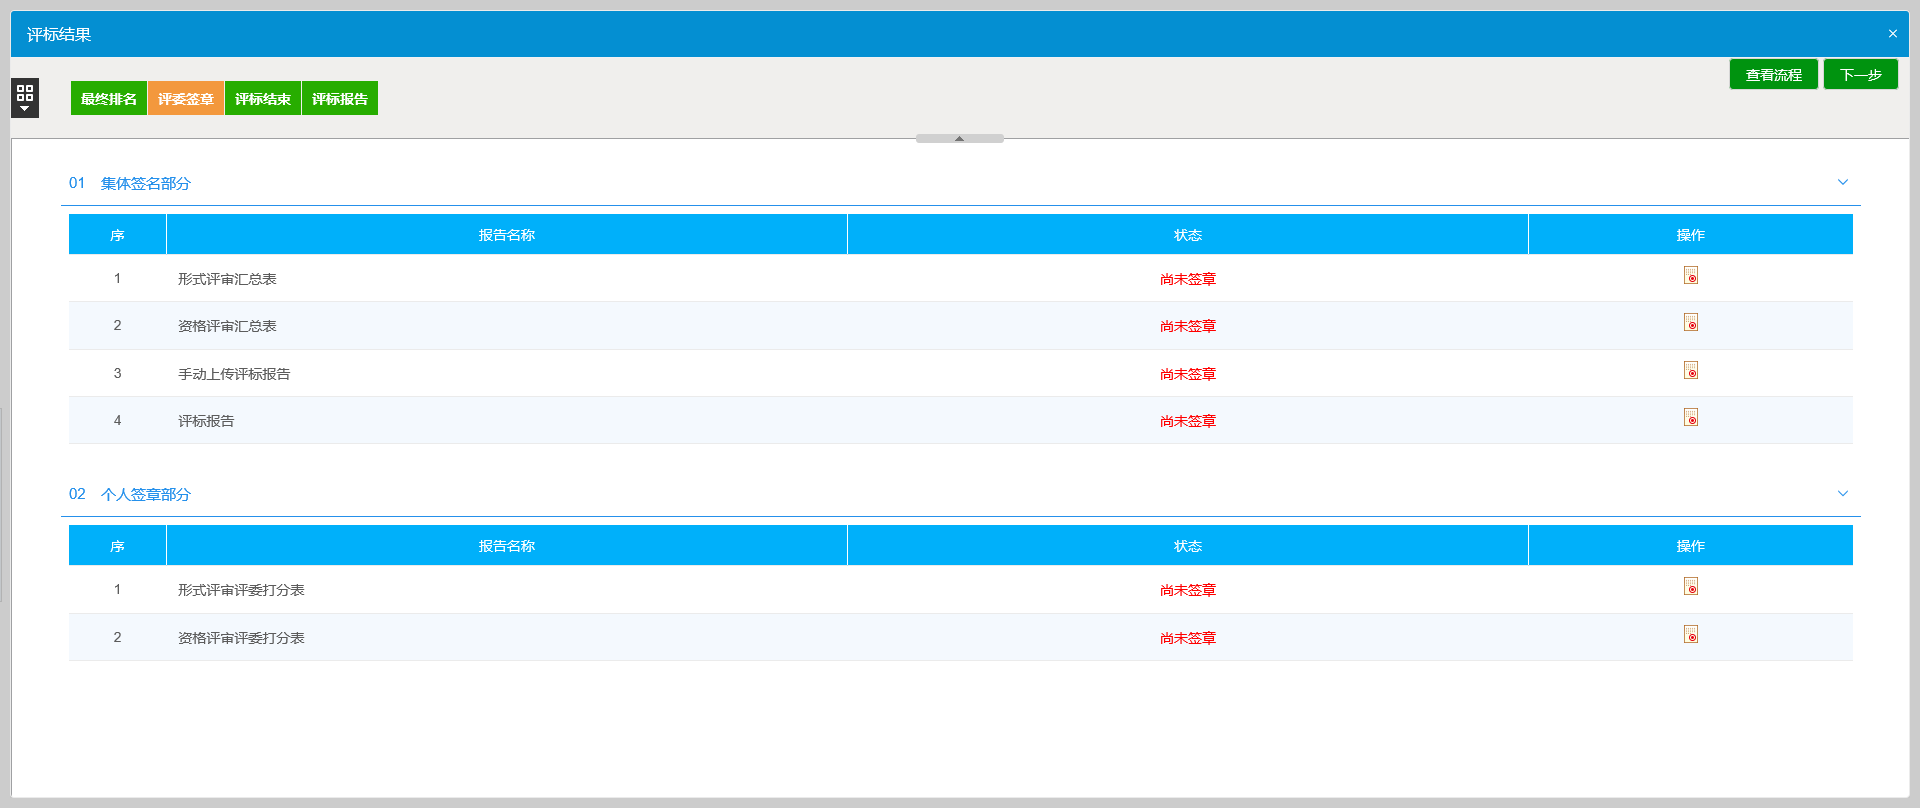 评标结果 ×
查看流程 下一步
最终排名 评委签章 评标结束 评标报告
01 集体签名部分
序 报告名称 状态 操作
1 形式评审汇总表 尚未签章
2 资格评审汇总表 尚未签章
3 手动上传评标报告 尚未签章
4 评标报告 尚未签章
02 个人签章部分
序 报告名称 状态 操作
1 形式评审评委打分表 尚未签章
2 资格评审评委打分表 尚未签章